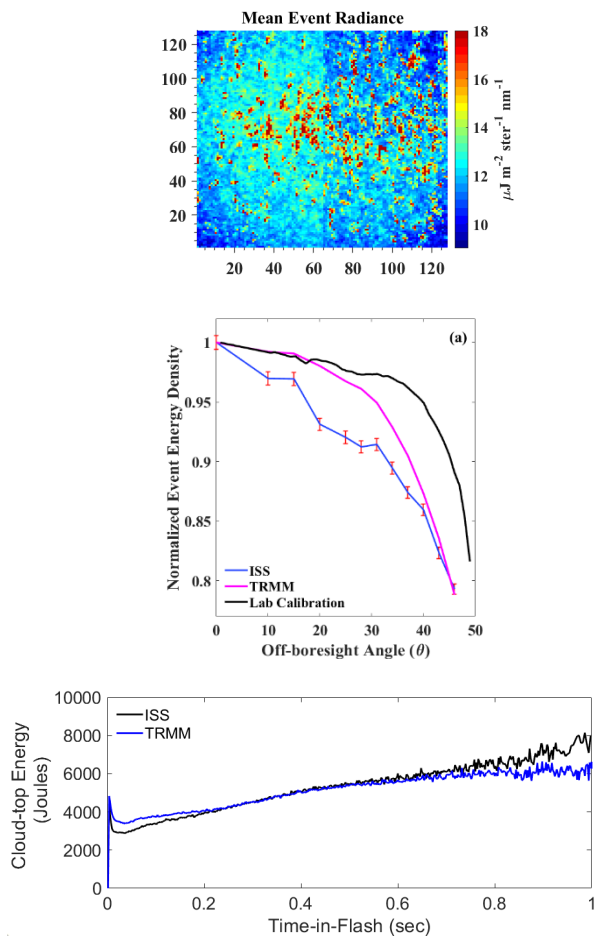 Mean Event Radiance
120
100
80
60
40
20
20 40 60 80 100 120
18
16
14
12
10
μJ m⁻² ster⁻¹ nm⁻¹
(a)
1
0.95
0.9
0.85
0.8
Normalized Event Energy Density
ISS
TRMM
Lab Calibration
0 10 20 30 40 50
Off-boresight Angle (θ)
10000
8000
6000
4000
2000
0
Cloud-top Energy
(Joules)
ISS
TRMM
0 0.2 0.4 0.6 0.8 1
Time-in-Flash (sec)